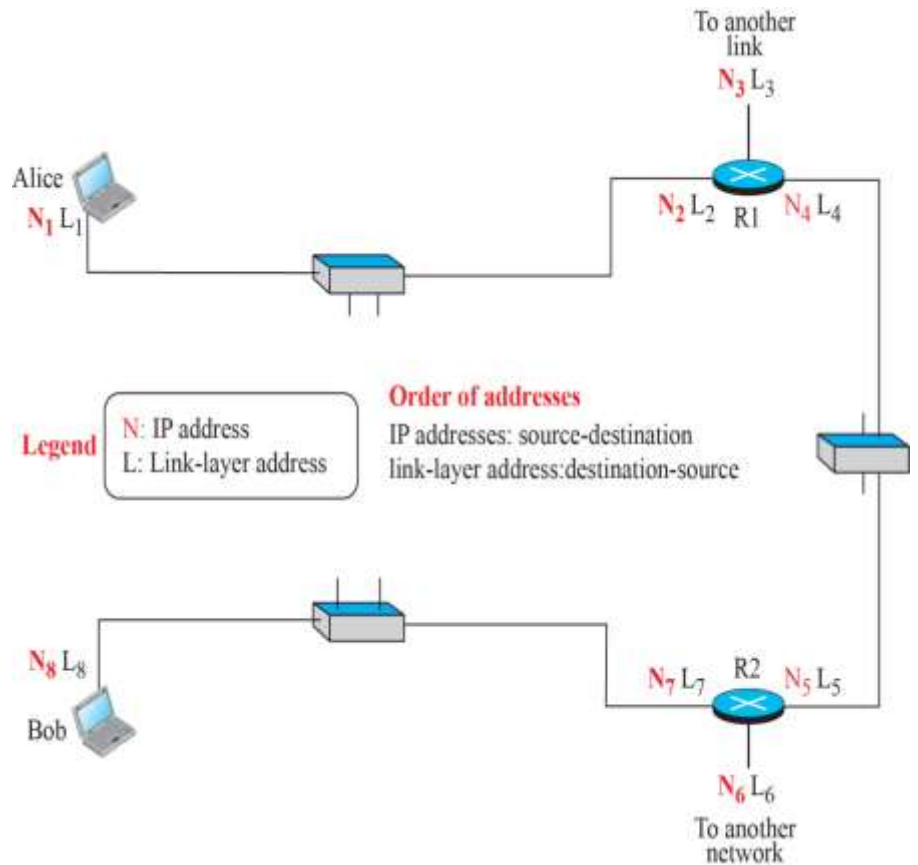 To another
link
N3 L3
Alice
N1 L1
N2 L2
R1
N4 L4
Legend
N: IP address
L: Link-layer address
Order of addresses
IP addresses: source-destination
link-layer address:destination-source
N8 L8
Bob
N7 L7
R2
N5 L5
N6 L6
To another
network